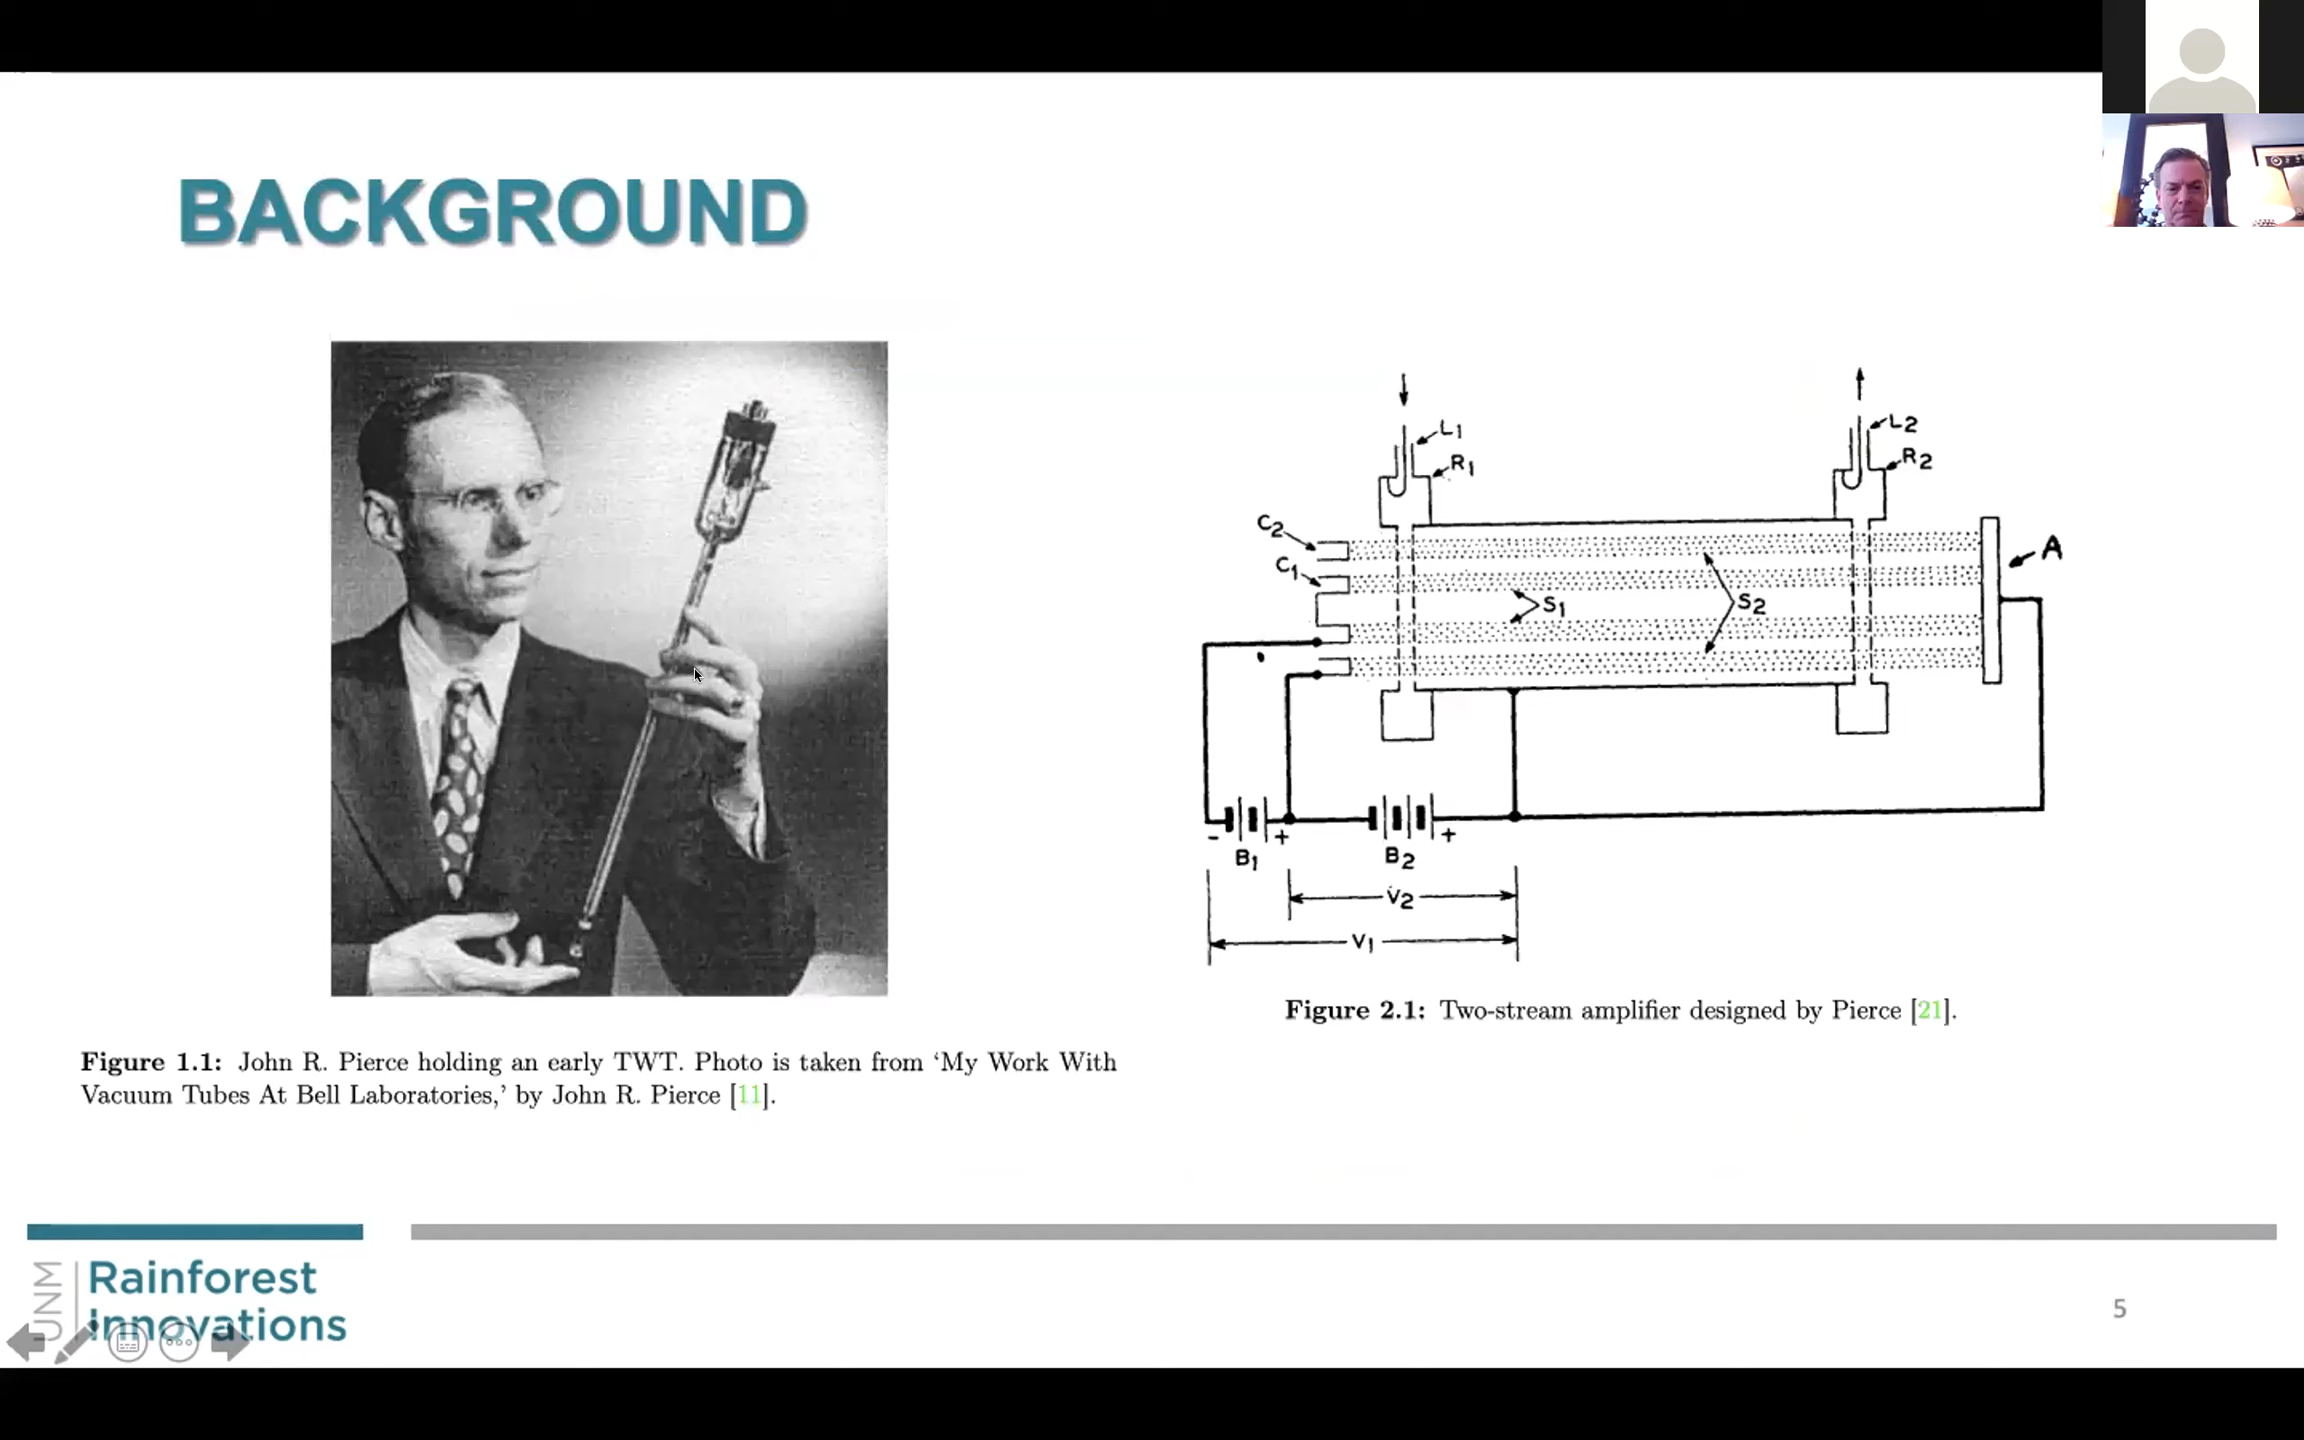 BACKGROUND
L1
R1
L2
R2
C2
C1
S1
S2
A
-
+
B1
B2
+
V2
V1
Figure 2.1: Two-stream amplifier designed by Pierce [21].
Figure 1.1: John R. Pierce holding an early TWT. Photo is taken from ‘My Work With
Vacuum Tubes At Bell Laboratories,’ by John R. Pierce [11].
UNM
Rainforest
Innovations
5